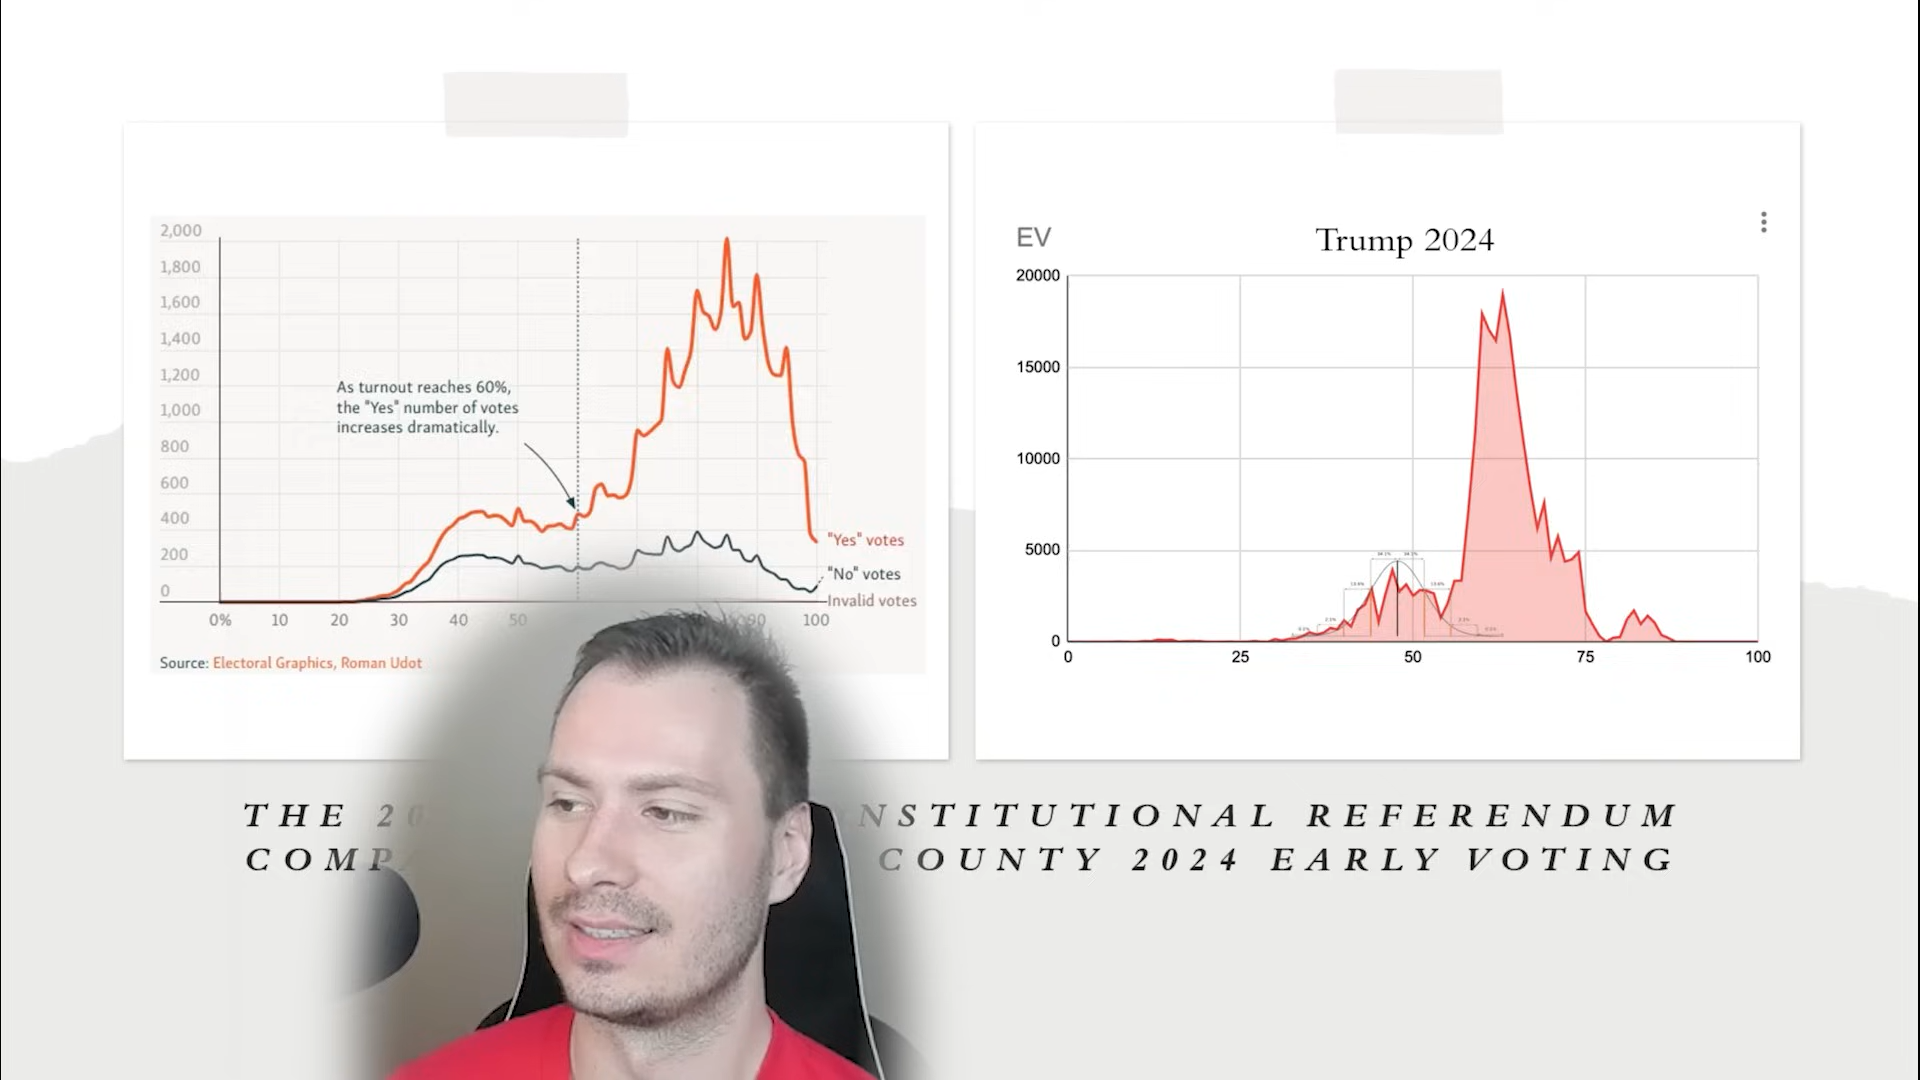 2,000
1,800
1,600
1,400
1,200
1,000
800
600
400
200
0
As turnout reaches 60%,
the "Yes" number of votes
increases dramatically.
"Yes" votes
"No" votes
Invalid votes
0% 10 20 30 40 50 90 100
Source: Electoral Graphics, Roman Udot
EV
Trump 2024
20000
15000
10000
5000
0
0 25 50 75 100
THE 20 NSTITUTIONAL REFERENDUM
COMPA COUNTY 2024 EARLY VOTING